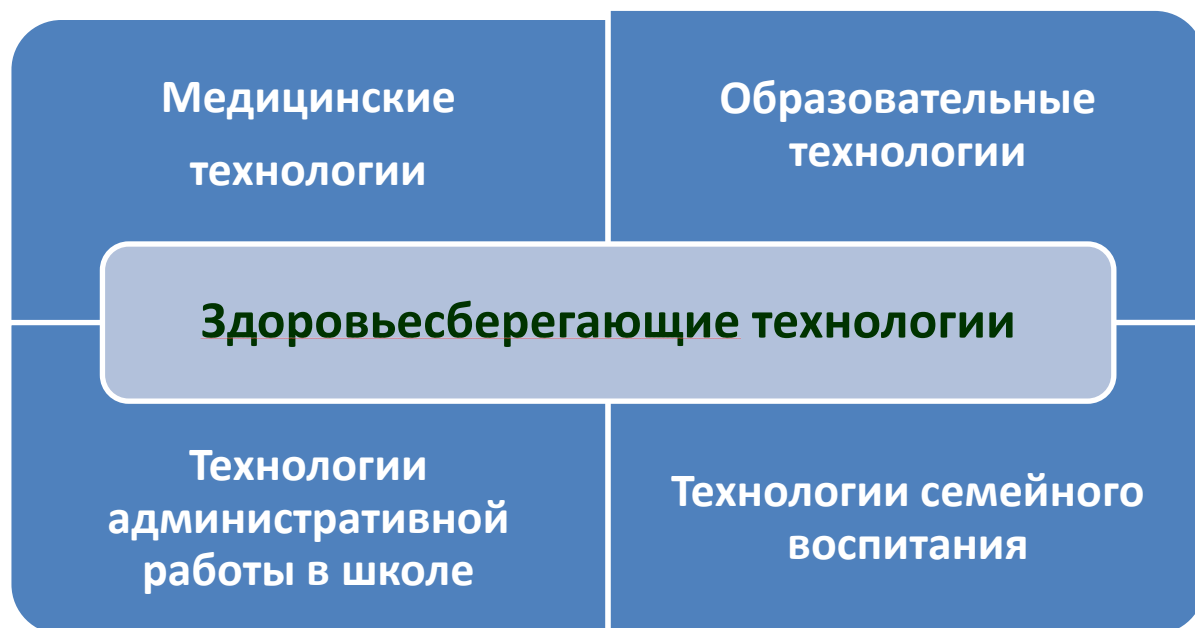 Медицинские
технологии
Образовательные
технологии
Здоровьесберегающие технологии
Технологии
административной
работы в школе
Технологии семейного
воспитания